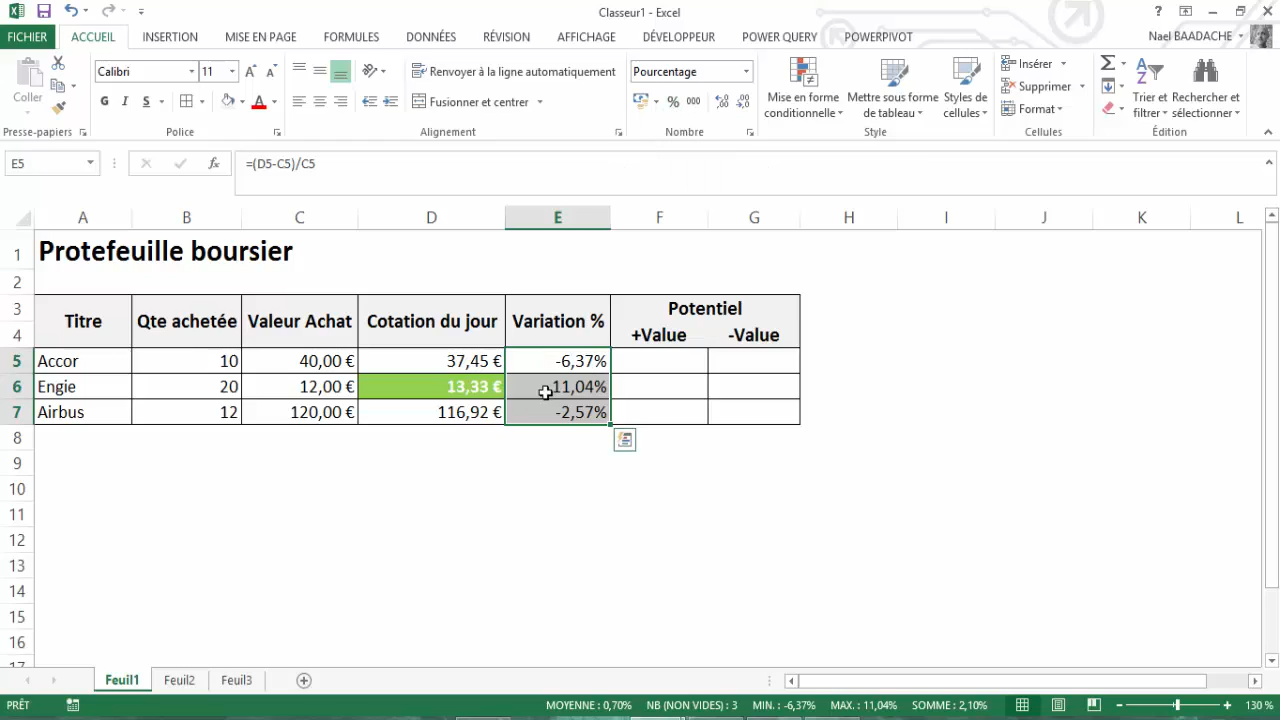 Classeur1 - Excel
?
FICHIER ACCUEIL INSERTION MISE EN PAGE FORMULES DONNÉES RÉVISION AFFICHAGE DÉVELOPPEUR POWER QUERY POWERPIVOT Nael BAADACHE
Coller
Calibri 11
G I S
Renvoyer à la ligne automatiquement
Fusionner et centrer
Pourcentage
% 000
Mise en forme
conditionnelle
Mettre sous forme
de tableau
Styles de
cellules
Insérer
Supprimer
Format
Trier et
filtrer
Rechercher et
sélectionner
Presse-papiers Police Alignement Nombre Style Cellules Édition
E5 fx =(D5-C5)/C5
A B C D E F G H I J K L
1 Protefeuille boursier
2
3 Titre Qte achetée Valeur Achat Cotation du jour Variation % Potentiel
4 +Value -Value
5 Accor 10 40,00 € 37,45 € -6,37%
6 Engie 20 12,00 € 13,33 € 11,04%
7 Airbus 12 120,00 € 116,92 € -2,57%
8
9
10
11
12
13
14
15
16
17
Feuil1 Feuil2 Feuil3
PRÊT MOYENNE : 0,70% NB (NON VIDES) : 3 MIN. : -6,37% MAX. : 11,04% SOMME : 2,10% 130 %